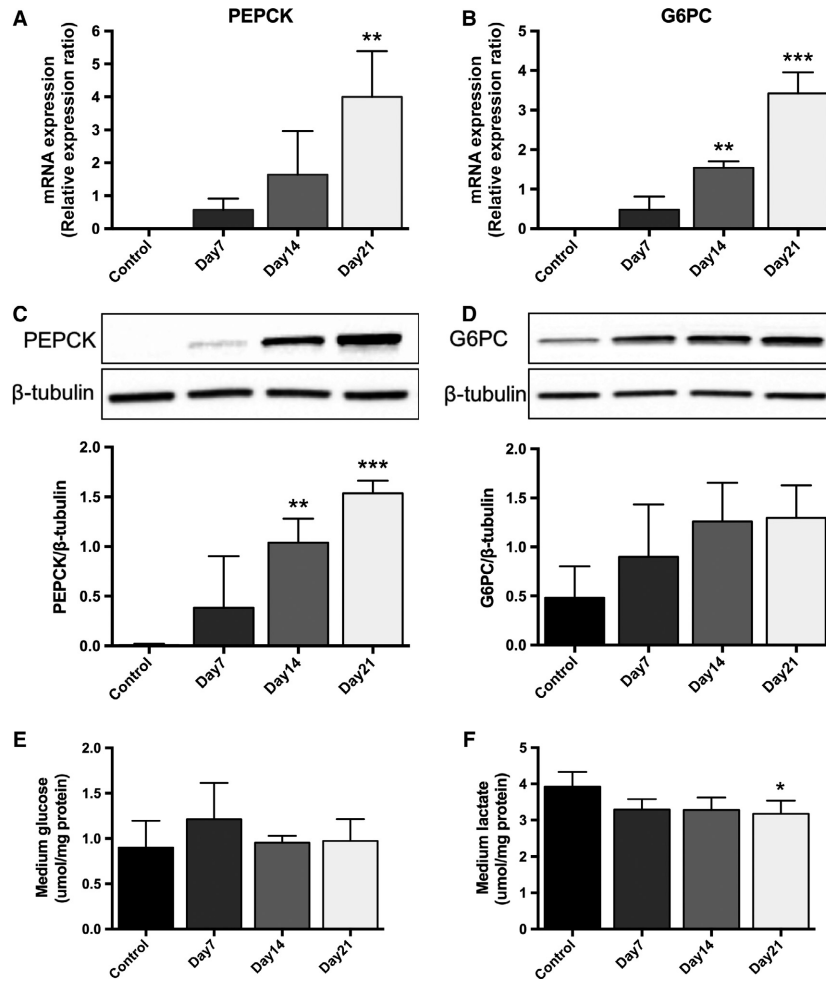 A
PEPCK
mRNA expression
(Relative expression ratio)
6
5
4
3
2
1
0
**
Control
Day7
Day14
Day21
B
G6PC
mRNA expression
(Relative expression ratio)
5
4
3
2
1
0
**
***
Control
Day7
Day14
Day21
C
PEPCK
β-tubulin
PEPCK/β-tubulin
2.0
1.5
1.0
0.5
0.0
**
***
Control
Day7
Day14
Day21
D
G6PC
β-tubulin
G6PC/β-tubulin
2.0
1.5
1.0
0.5
0.0
Control
Day7
Day14
Day21
E
Medium glucose
(umol/mg protein)
2.0
1.5
1.0
0.5
0.0
Control
Day7
Day14
Day21
F
Medium lactate
(umol/mg protein)
5
4
3
2
1
0
*
Control
Day7
Day14
Day21